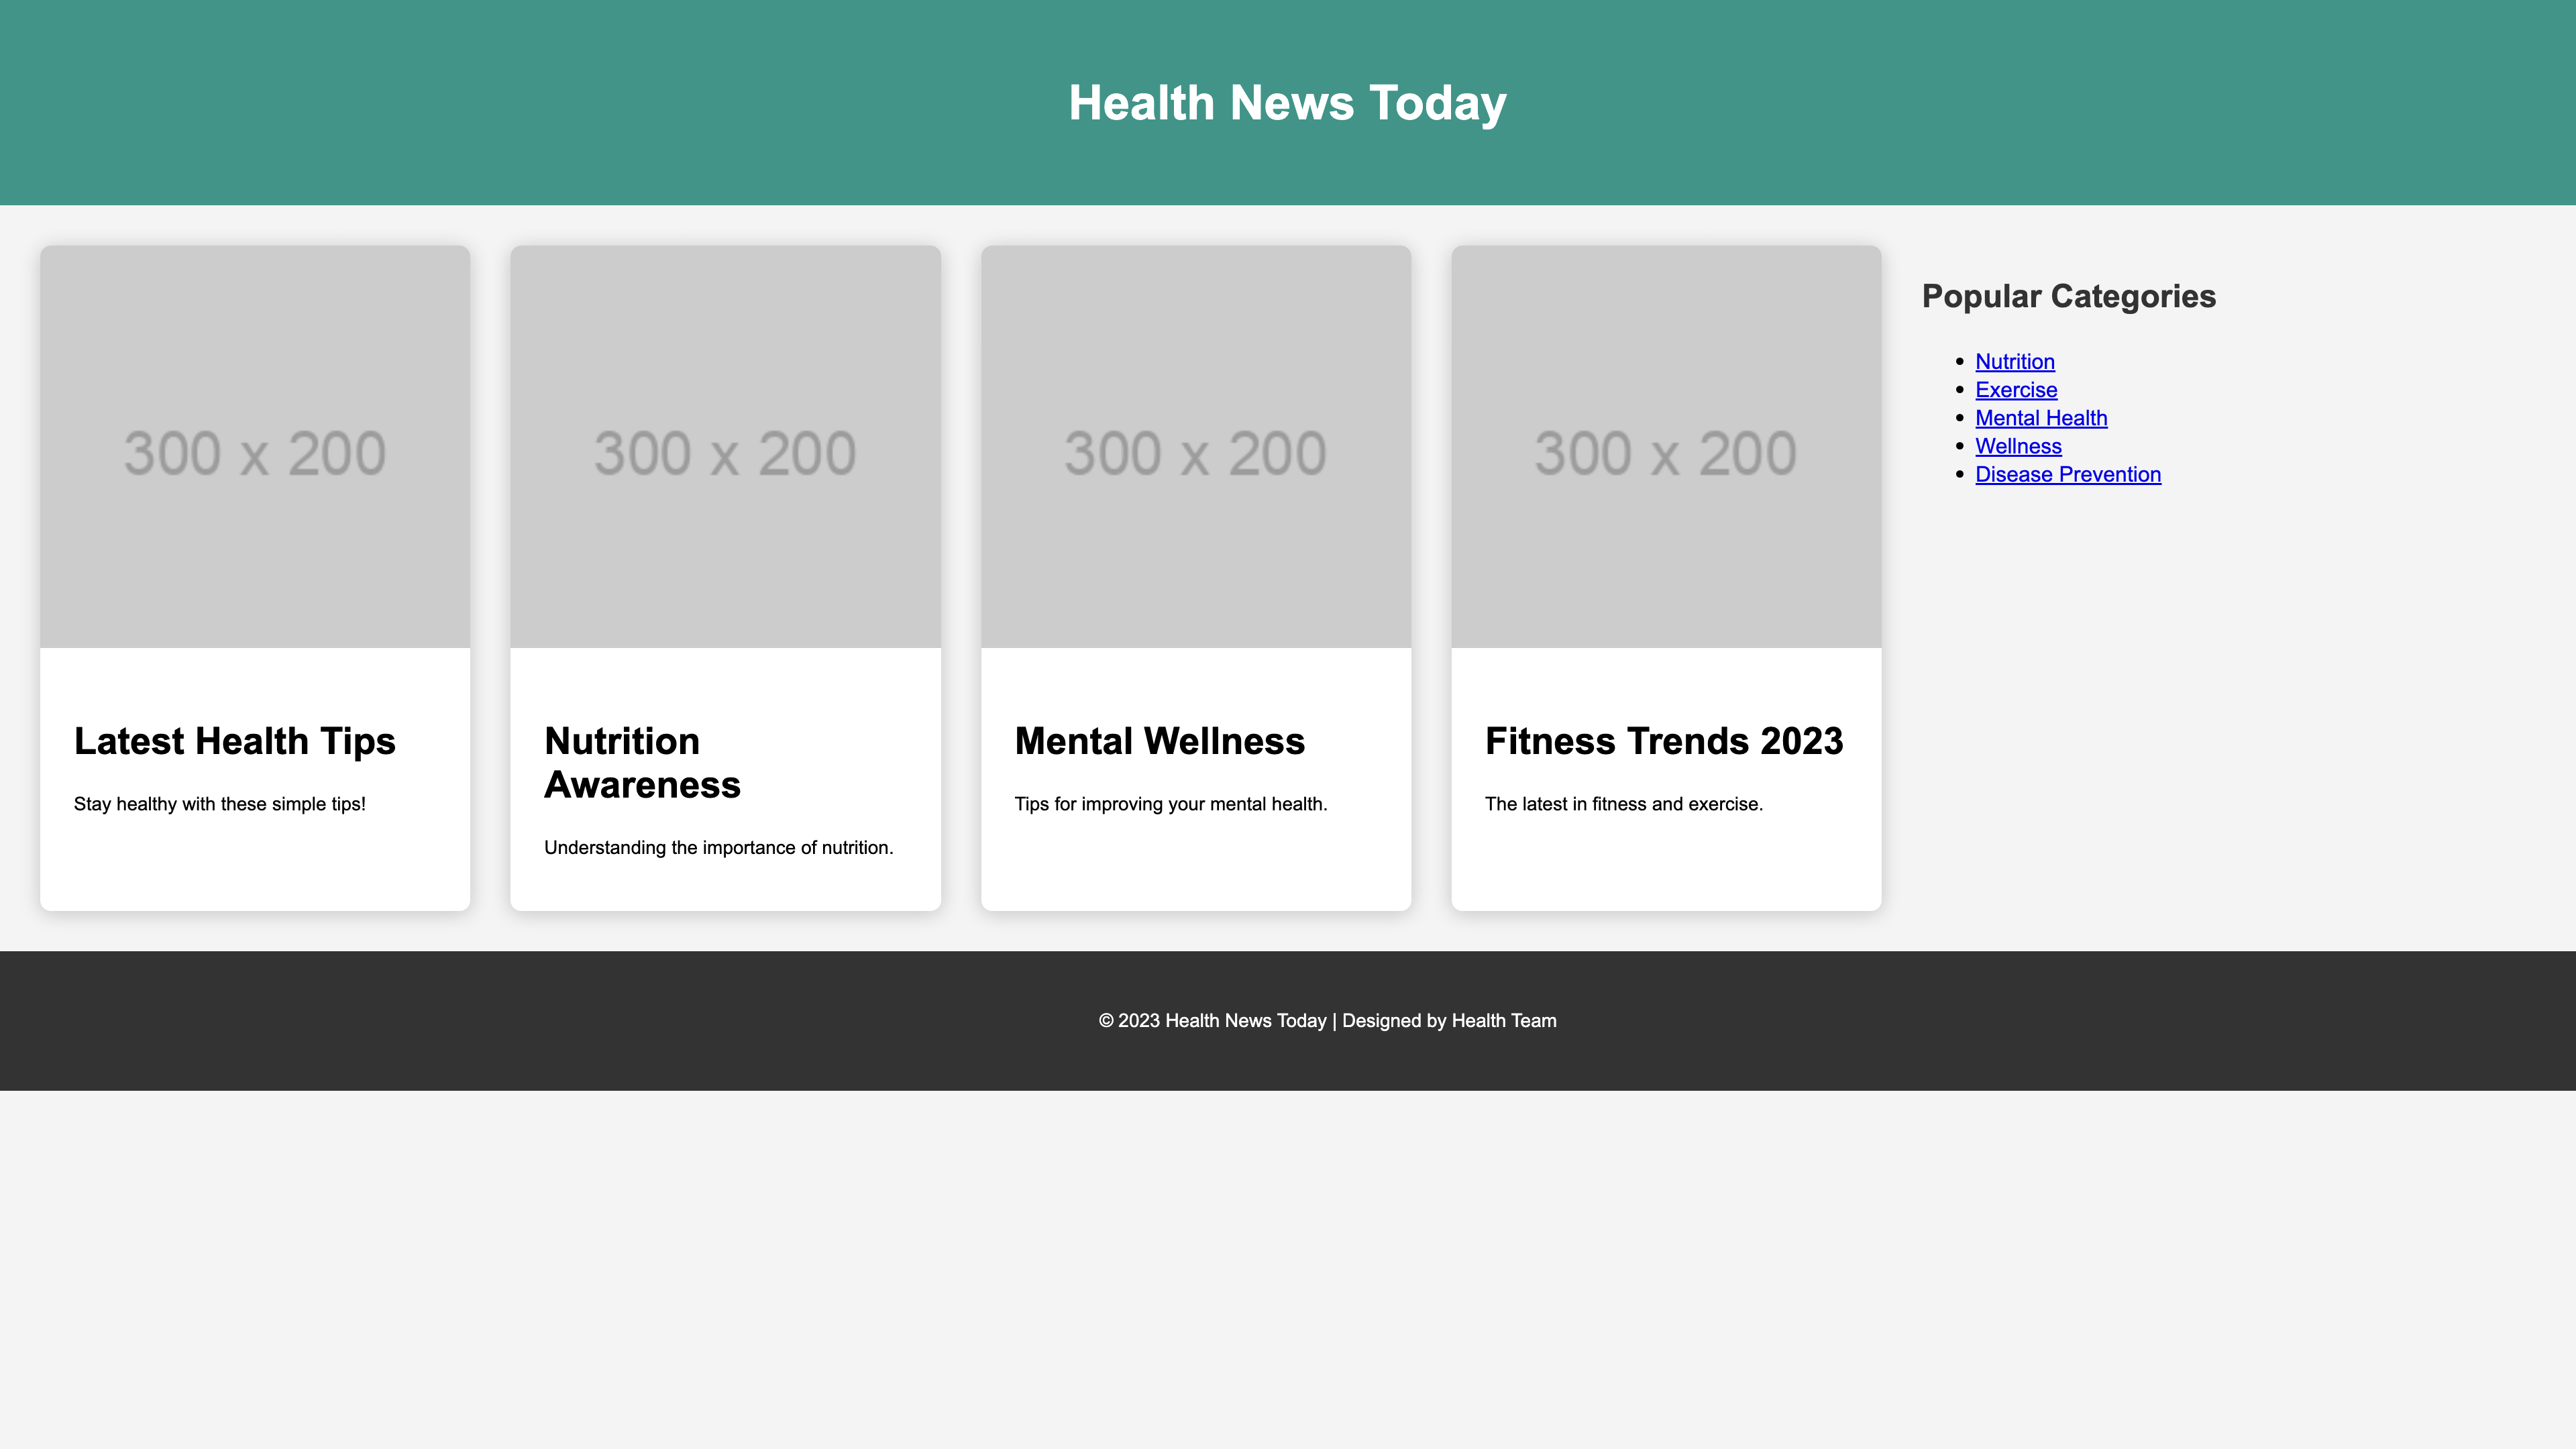 Health News Today
300 x 200
Latest Health Tips
Stay healthy with these simple tips!
300 x 200
Nutrition
Awareness
Understanding the importance of nutrition.
300 x 200
Mental Wellness
Tips for improving your mental health.
300 x 200
Fitness Trends 2023
The latest in fitness and exercise.
Popular Categories
Nutrition
Exercise
Mental Health
Wellness
Disease Prevention
© 2023 Health News Today | Designed by Health Team